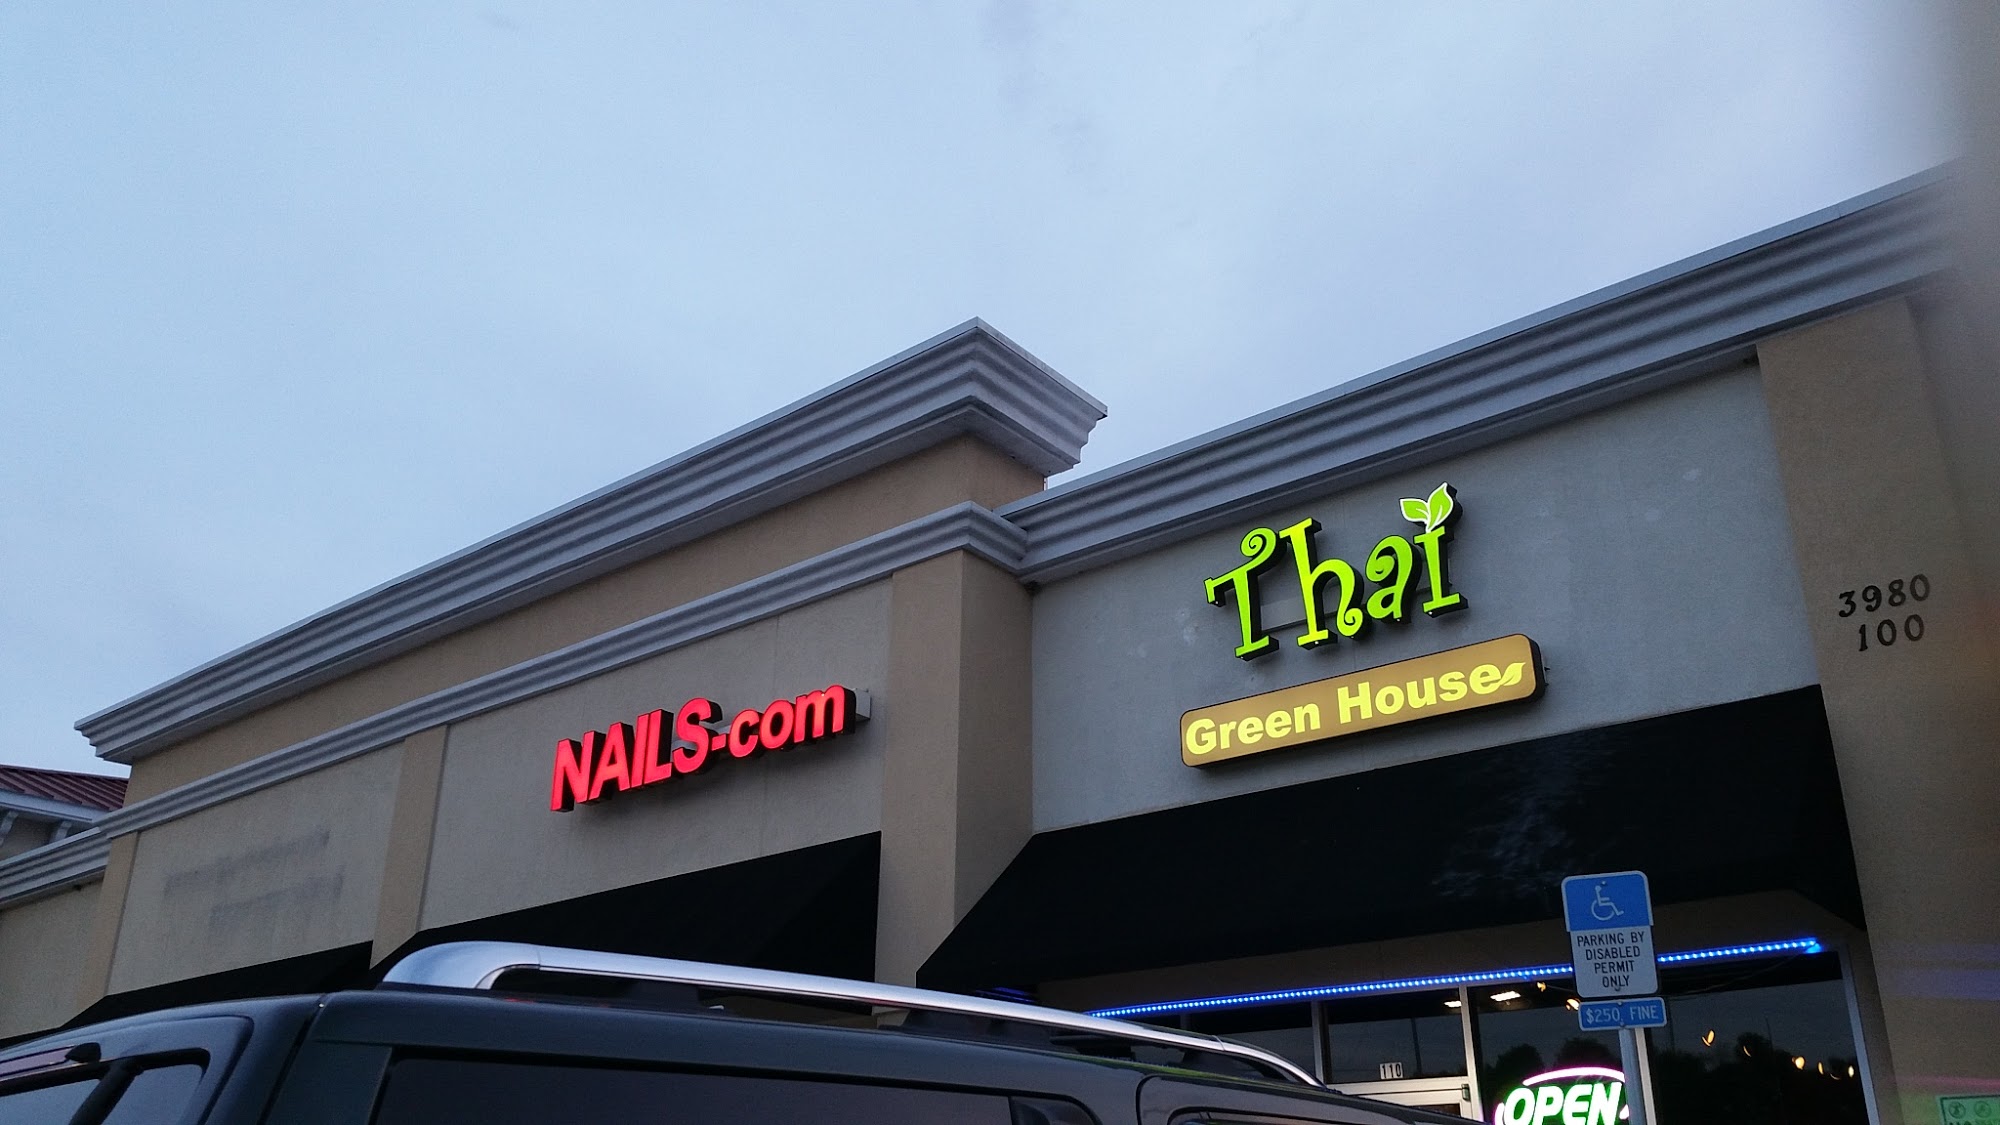 NAILS-com
Thai
Green House
3980
100
PARKING BY
DISABLED
PERMIT
ONLY
$250 FINE
110
OPEN